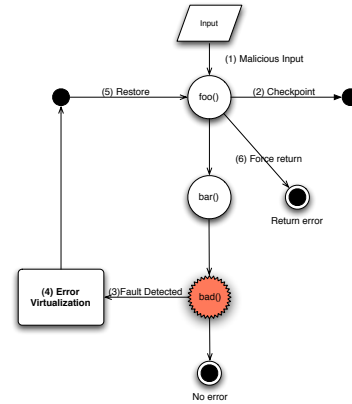 Input
(1) Malicious Input
(5) Restore
foo()
(2) Checkpoint
(6) Force return
bar()
Return error
(4) Error
Virtualization
(3)Fault Detected
bad()
No error